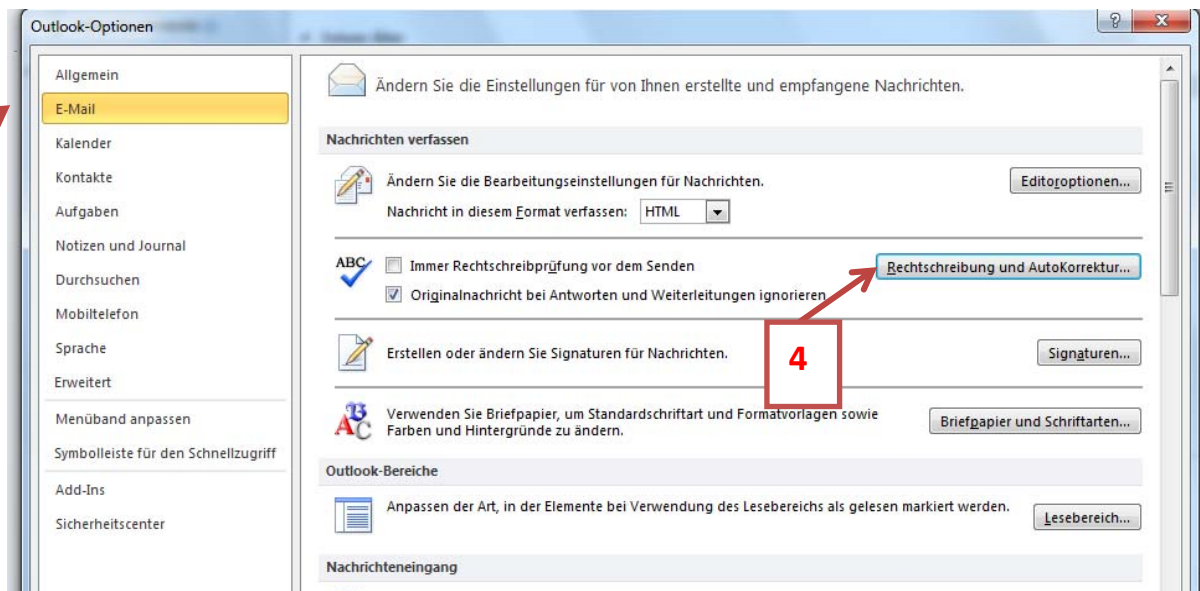 Outlook-Optionen
Allgemein
E-Mail
Kalender
Kontakte
Aufgaben
Notizen und Journal
Durchsuchen
Mobiltelefon
Sprache
Erweitert
Menüband anpassen
Symbolleiste für den Schnellzugriff
Add-Ins
Sicherheitscenter
Ändern Sie die Einstellungen für von Ihnen erstellte und empfangene Nachrichten.
Nachrichten verfassen
Ändern Sie die Bearbeitungseinstellungen für Nachrichten.
Editoroptionen...
Nachricht in diesem Format verfassen: HTML
ABC
Immer Rechtschreibprüfung vor dem Senden
Rechtschreibung und AutoKorrektur...
Originalnachricht bei Antworten und Weiterleitungen ignorieren
4
Erstellen oder ändern Sie Signaturen für Nachrichten.
Signaturen...
Verwenden Sie Briefpapier, um Standardschriftart und Formatvorlagen sowie
Farben und Hintergründe zu ändern.
Briefpapier und Schriftarten...
Outlook-Bereiche
Anpassen der Art, in der Elemente bei Verwendung des Lesebereichs als gelesen markiert werden.
Lesebereich...
Nachrichteneingang